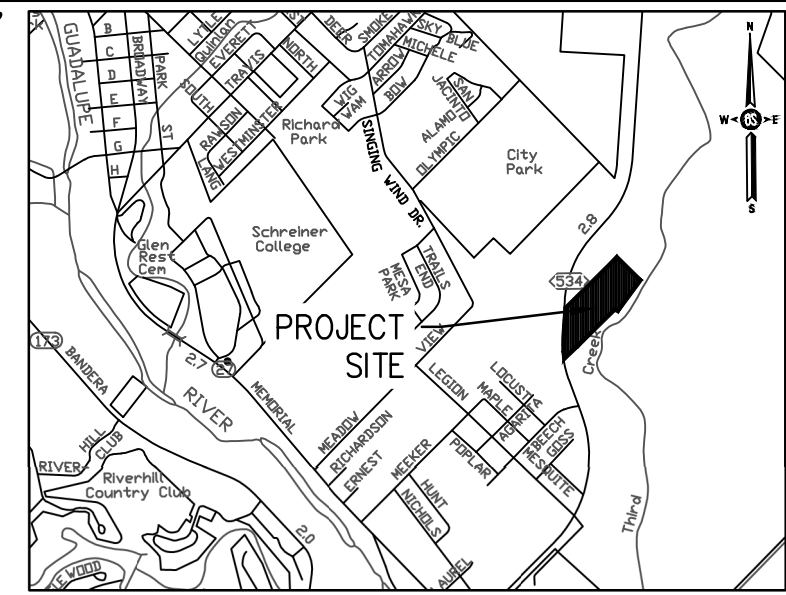 GUADALUPE
B
C
D
E
F
G
H
BROADWAY
PARK
ST
LYTLE
Quinlan
EVERETT
TRAVIS
NORTH
ST
SOUTH
RAWSON
WESTMINSTER
LANG
DEER
SMOKE
TOMAHAWK
SKY
BLUE
MICHELE
ARROW
BOW
WIG
WAM
SAN
JACINTO
ALAMO
OLYMPIC
Richard
Park
SINGING WIND DR.
City
Park
N
W
E
S
2.8
Schreiner
College
Glen
Rest
Cem
TRAILS
END
MESA
PARK
VIEW
534
PROJECT
SITE
Creek
173
BANDERA
2.7
27
RIVER
MEMORIAL
LEGION
MAPLE
LOCUST
AGARITA
BEECH
GOSS
MESQUITE
POPLAR
MEADOW
RICHARDSON
ERNEST
MEEKER
HUNT
NICHOLS
HILL
CLUB
RIVER
Riverhill
Country Club
2.0
Third
LAUREL
LE WOOD